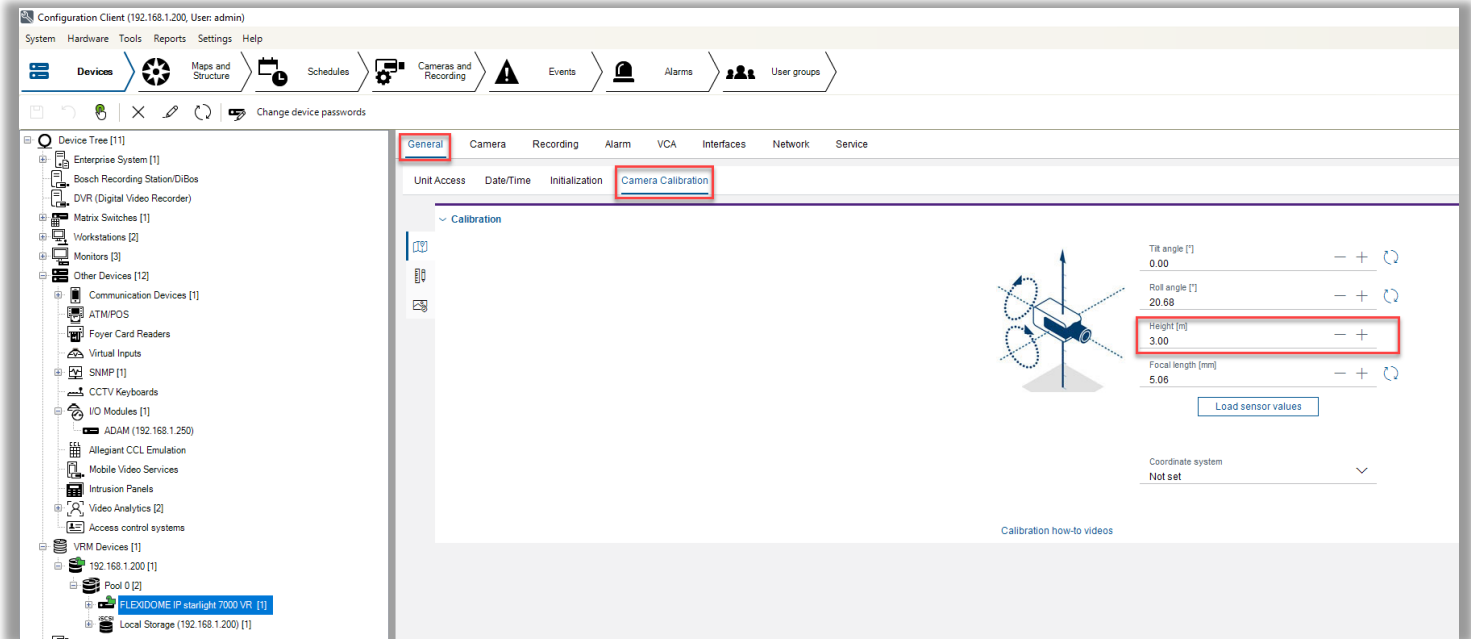 Configuration Client (192.168.1.200, User: admin)
System Hardware Tools Reports Settings Help
Devices
Maps and
Structure
Schedules
Cameras and
Recording
Events
Alarms
User groups
Change device passwords
Device Tree [11]
Enterprise System [1]
Bosch Recording Station/DiBos
DVR (Digital Video Recorder)
Matrix Switches [1]
Workstations [2]
Monitors [3]
Other Devices [12]
Communication Devices [1]
ATM/POS
Foyer Card Readers
Virtual Inputs
SNMP [1]
CCTV Keyboards
I/O Modules [1]
ADAM (192.168.1.250)
Allegiant CCL Emulation
Mobile Video Services
Intrusion Panels
Video Analytics [2]
Access control systems
VRM Devices [1]
192.168.1.200 [1]
Pool 0 [2]
FLEXIDOME IP starlight 7000 VR [1]
iSCSI
Local Storage (192.168.1.200) [1]
General Camera Recording Alarm VCA Interfaces Network Service
Unit Access Date/Time Initialization Camera Calibration
Calibration
Tilt angle [°]
0.00
Roll angle [°]
20.68
Height [m]
3.00
Focal length [mm]
5.06
Load sensor values
Coordinate system
Not set
Calibration how-to videos